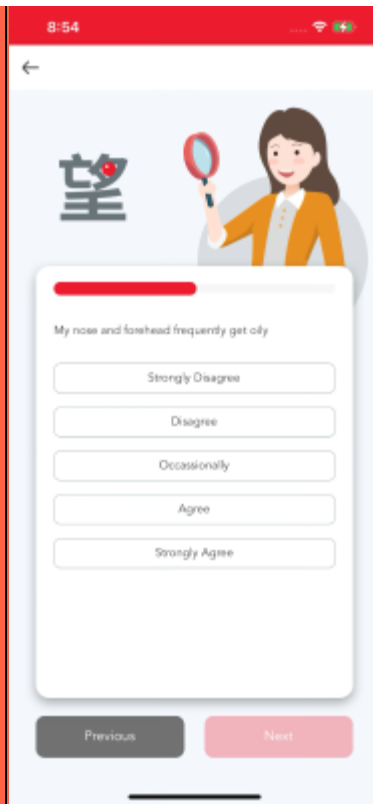 8:54
望
My nose and forehead frequently get oily
Strongly Disagree
Disagree
Occassionally
Agree
Strongly Agree
Previous
Next